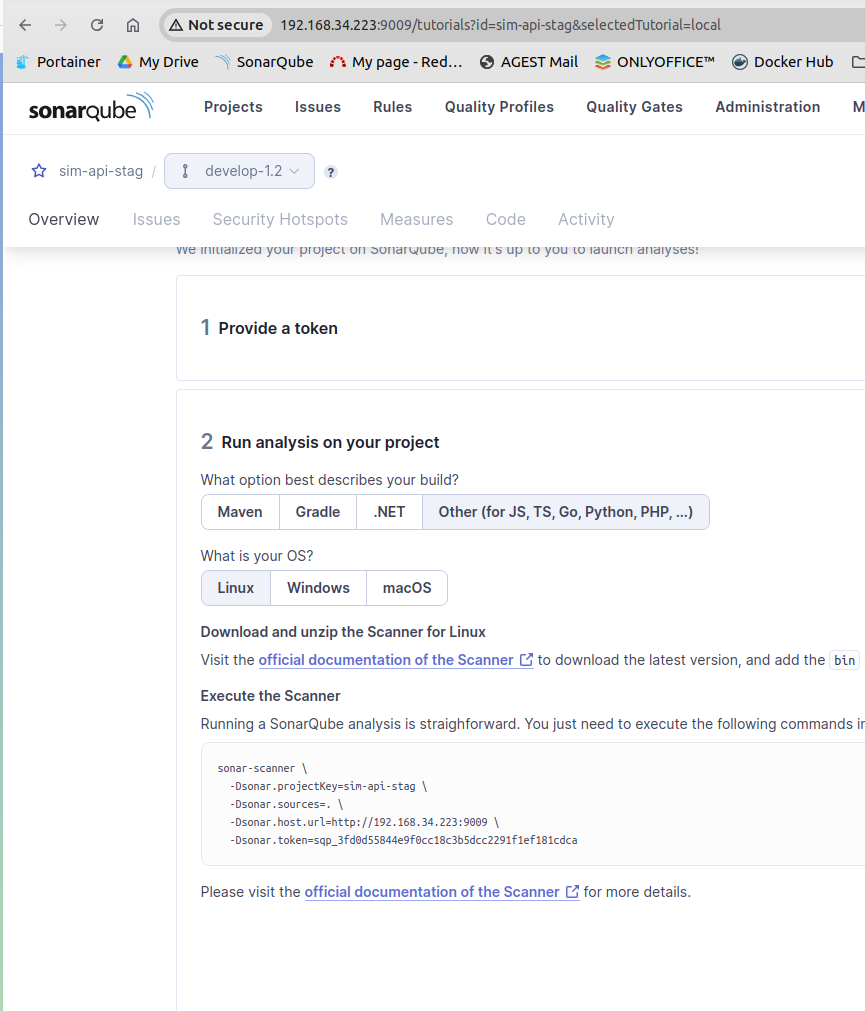 Not secure 192.168.34.223:9009/tutorials?id=sim-api-stag&selectedTutorial=local
Portainer My Drive SonarQube My page - Red... AGEST Mail ONLYOFFICE™ Docker Hub
sonarqube Projects Issues Rules Quality Profiles Quality Gates Administration M
sim-api-stag / develop-1.2 ?
Overview Issues Security Hotspots Measures Code Activity
We initialized your project on SonarQube, now it's up to you to launch analyses!
1 Provide a token
2 Run analysis on your project
What option best describes your build?
Maven Gradle .NET Other (for JS, TS, Go, Python, PHP, ...)
What is your OS?
Linux Windows macOS
Download and unzip the Scanner for Linux
Visit the official documentation of the Scanner to download the latest version, and add the bin
Execute the Scanner
Running a SonarQube analysis is straighforward. You just need to execute the following commands in
sonar-scanner \
-Dsonar.projectKey=sim-api-stag \
-Dsonar.sources=. \
-Dsonar.host.url=http://192.168.34.223:9009 \
-Dsonar.token=sqp_3fd0d55844e9f0cc18c3b5dcc2291f1ef181cdca
Please visit the official documentation of the Scanner for more details.